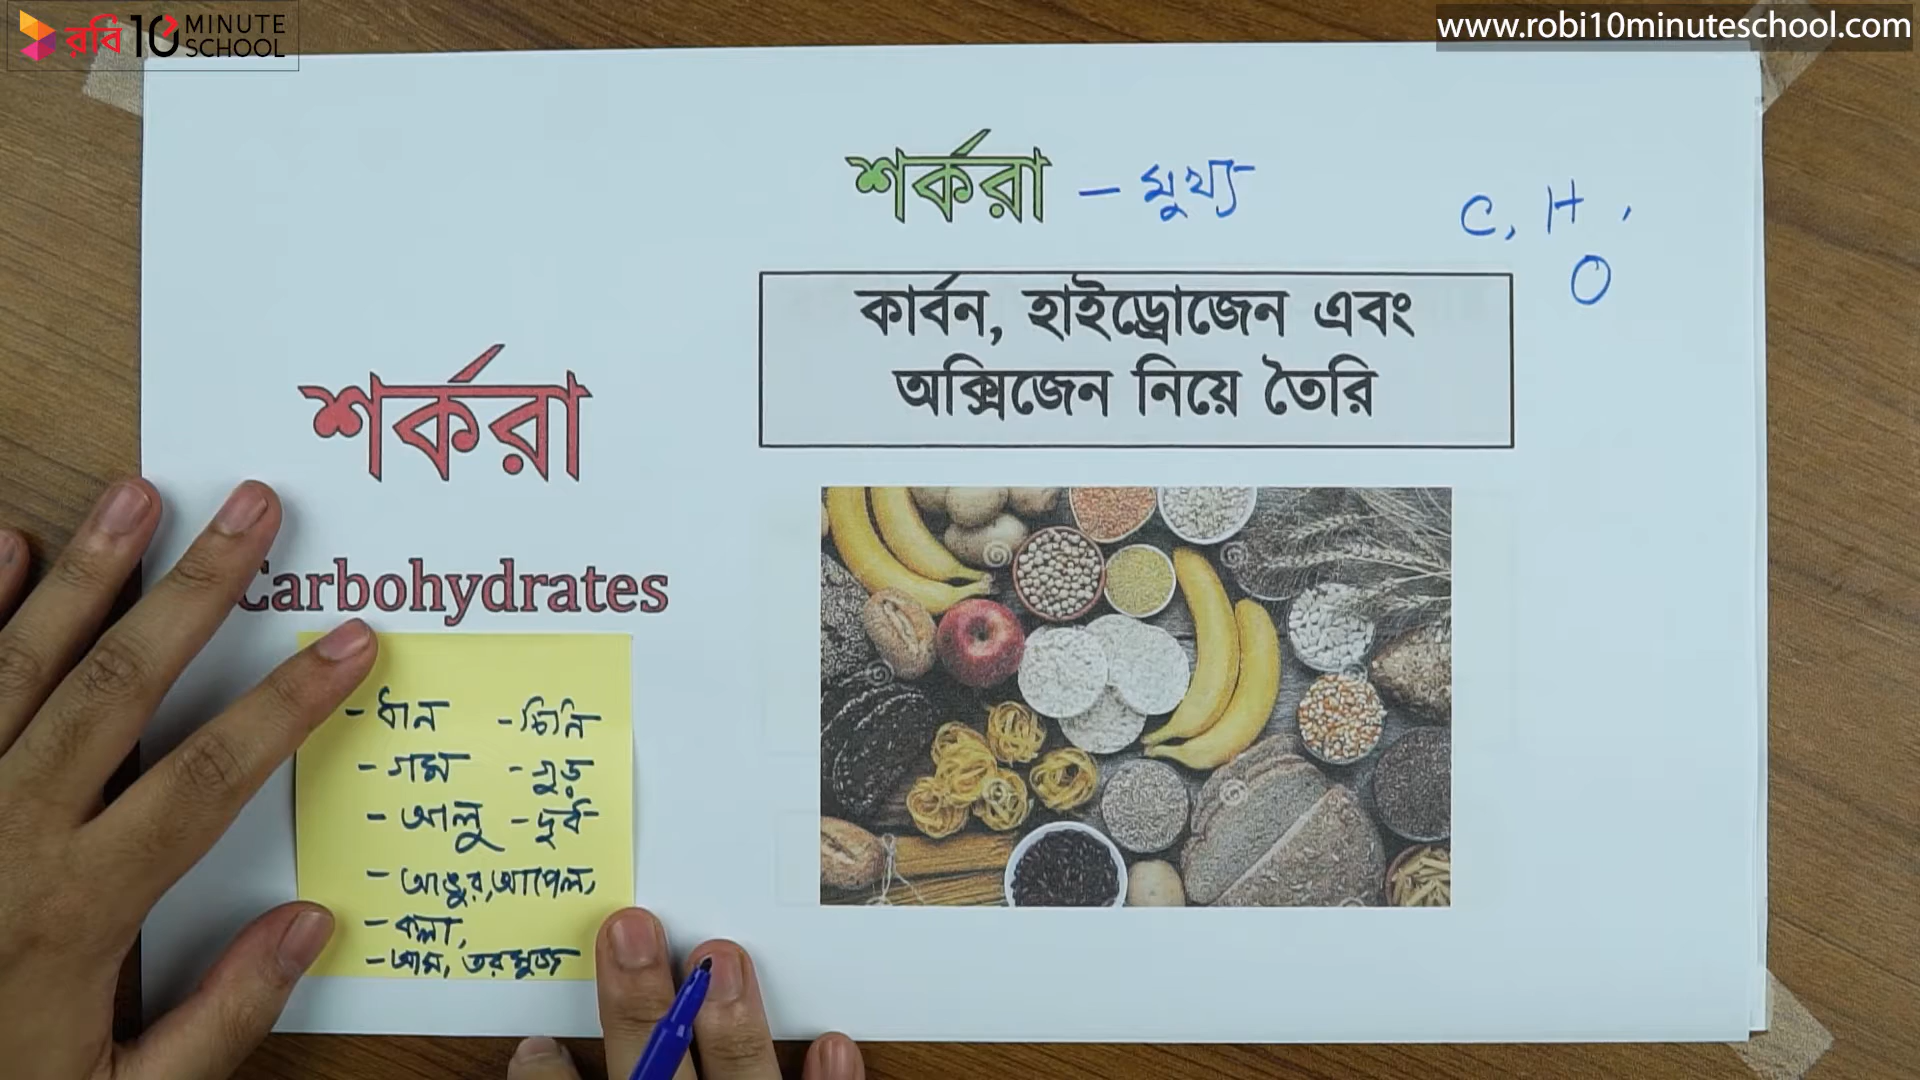 রবি 10 MINUTE SCHOOL
www.robi10minuteschool.com
শর্করা - মুখ্য
C, H,
O
কার্বন, হাইড্রোজেন এবং
অক্সিজেন নিয়ে তৈরি
শর্করা
Carbohydrates
- ধান - চিনি
- গম - গুড়
- আলু - দুধ
- আঙুর, আপেল,
- কলা,
- আম, তরমুজ